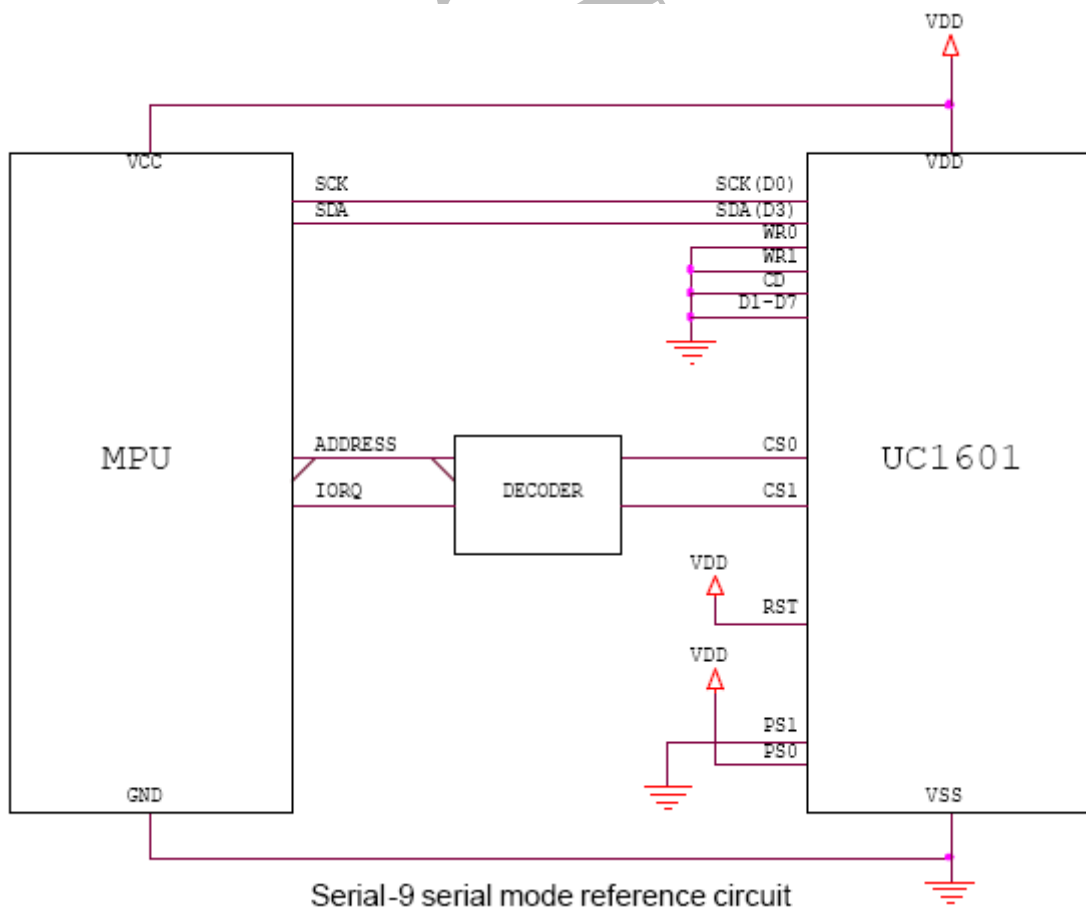 VDD
VCC
VDD
SCK
SCK(D0)
SDA
SDA(D3)
WR0
WR1
CD
D1-D7
MPU
ADDRESS
CS0
UC1601
IORQ
DECODER
CS1
VDD
RST
VDD
PS1
PS0
GND
VSS
Serial-9 serial mode reference circuit